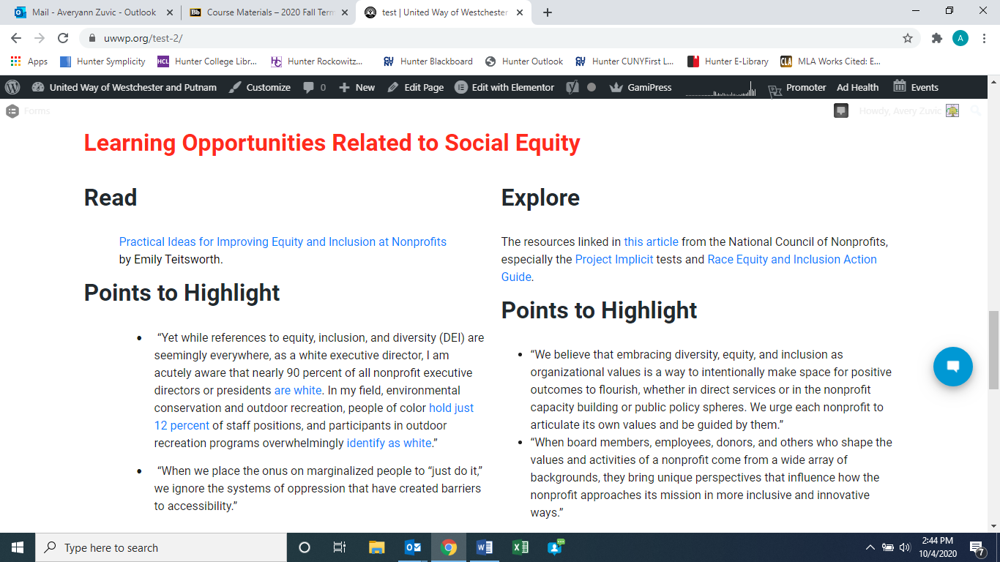 Mail - Averyann Zuvic - Outlook
Course Materials – 2020 Fall Term
test | United Way of Westchester
uwwp.org/test-2/
A
Apps
Hunter Symplicity
HCL Hunter College Libr...
Hunter Rockowitz...
Hunter Blackboard
Hunter Outlook
Hunter CUNYFirst L...
Hunter E-Library
CLA MLA Works Cited: E...
United Way of Westchester and Putnam
Customize
0
New
Edit Page
Edit with Elementor
GamiPress
Promoter
Ad Health
Events
Forms
Howdy, Avery Zuvic
Learning Opportunities Related to Social Equity
Read
Practical Ideas for Improving Equity and Inclusion at Nonprofits
by Emily Teitsworth.
Points to Highlight
• “Yet while references to equity, inclusion, and diversity (DEI) are
seemingly everywhere, as a white executive director, I am
acutely aware that nearly 90 percent of all nonprofit executive
directors or presidents are white. In my field, environmental
conservation and outdoor recreation, people of color hold just
12 percent of staff positions, and participants in outdoor
recreation programs overwhelmingly identify as white.”
• “When we place the onus on marginalized people to “just do it,”
we ignore the systems of oppression that have created barriers
to accessibility.”
Explore
The resources linked in this article from the National Council of Nonprofits,
especially the Project Implicit tests and Race Equity and Inclusion Action
Guide.
Points to Highlight
• “We believe that embracing diversity, equity, and inclusion as
organizational values is a way to intentionally make space for positive
outcomes to flourish, whether in direct services or in the nonprofit
capacity building or public policy spheres. We urge each nonprofit to
articulate its own values and be guided by them.”
• “When board members, employees, donors, and others who shape the
values and activities of a nonprofit come from a wide array of
backgrounds, they bring unique perspectives that influence how the
nonprofit approaches its mission in more inclusive and innovative
ways.”
Type here to search
2:44 PM
10/4/2020
7